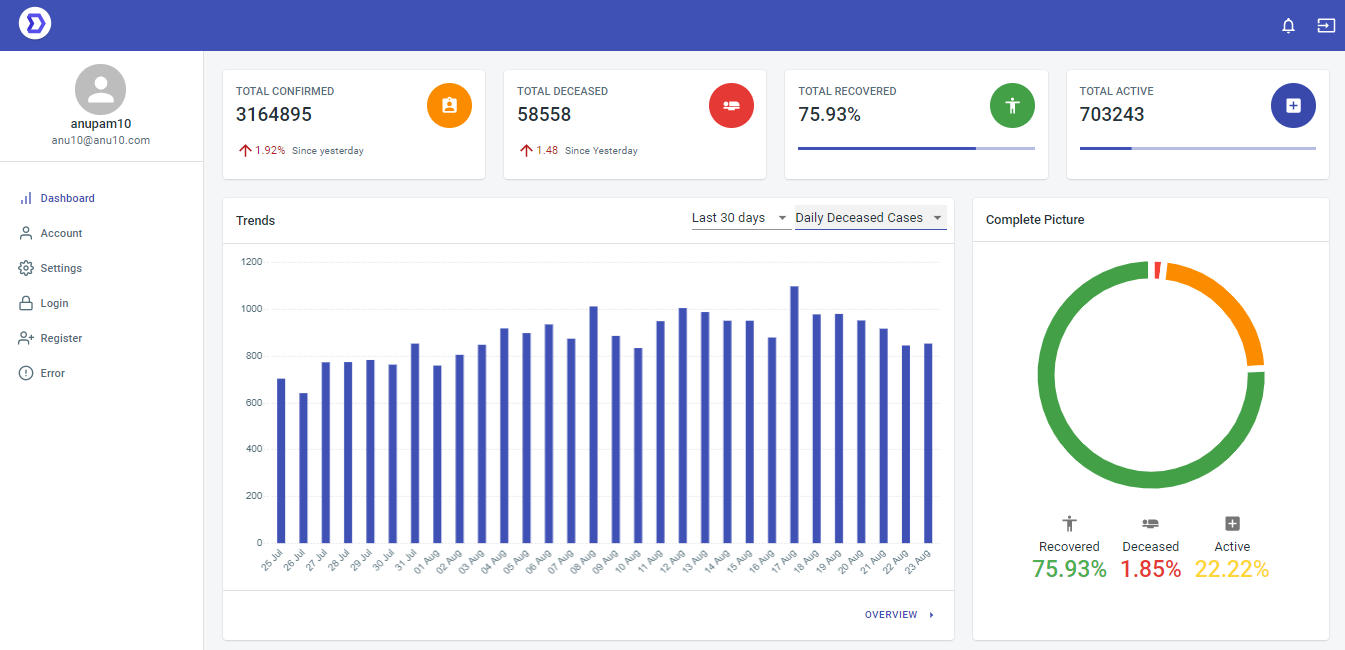 anupam10
anu10@anu10.com
Dashboard
Account
Settings
Login
Register
Error
TOTAL CONFIRMED
3164895
1.92% Since yesterday
TOTAL DECEASED
58558
1.48 Since Yesterday
TOTAL RECOVERED
75.93%
TOTAL ACTIVE
703243
Trends
Last 30 days
Daily Deceased Cases
1200
1000
800
600
400
200
0
25 Jul
26 Jul
27 Jul
28 Jul
29 Jul
30 Jul
31 Jul
01 Aug
02 Aug
03 Aug
04 Aug
05 Aug
06 Aug
07 Aug
08 Aug
09 Aug
10 Aug
11 Aug
12 Aug
13 Aug
14 Aug
15 Aug
16 Aug
17 Aug
18 Aug
19 Aug
20 Aug
21 Aug
22 Aug
23 Aug
OVERVIEW
Complete Picture
Recovered
75.93%
Deceased
1.85%
Active
22.22%